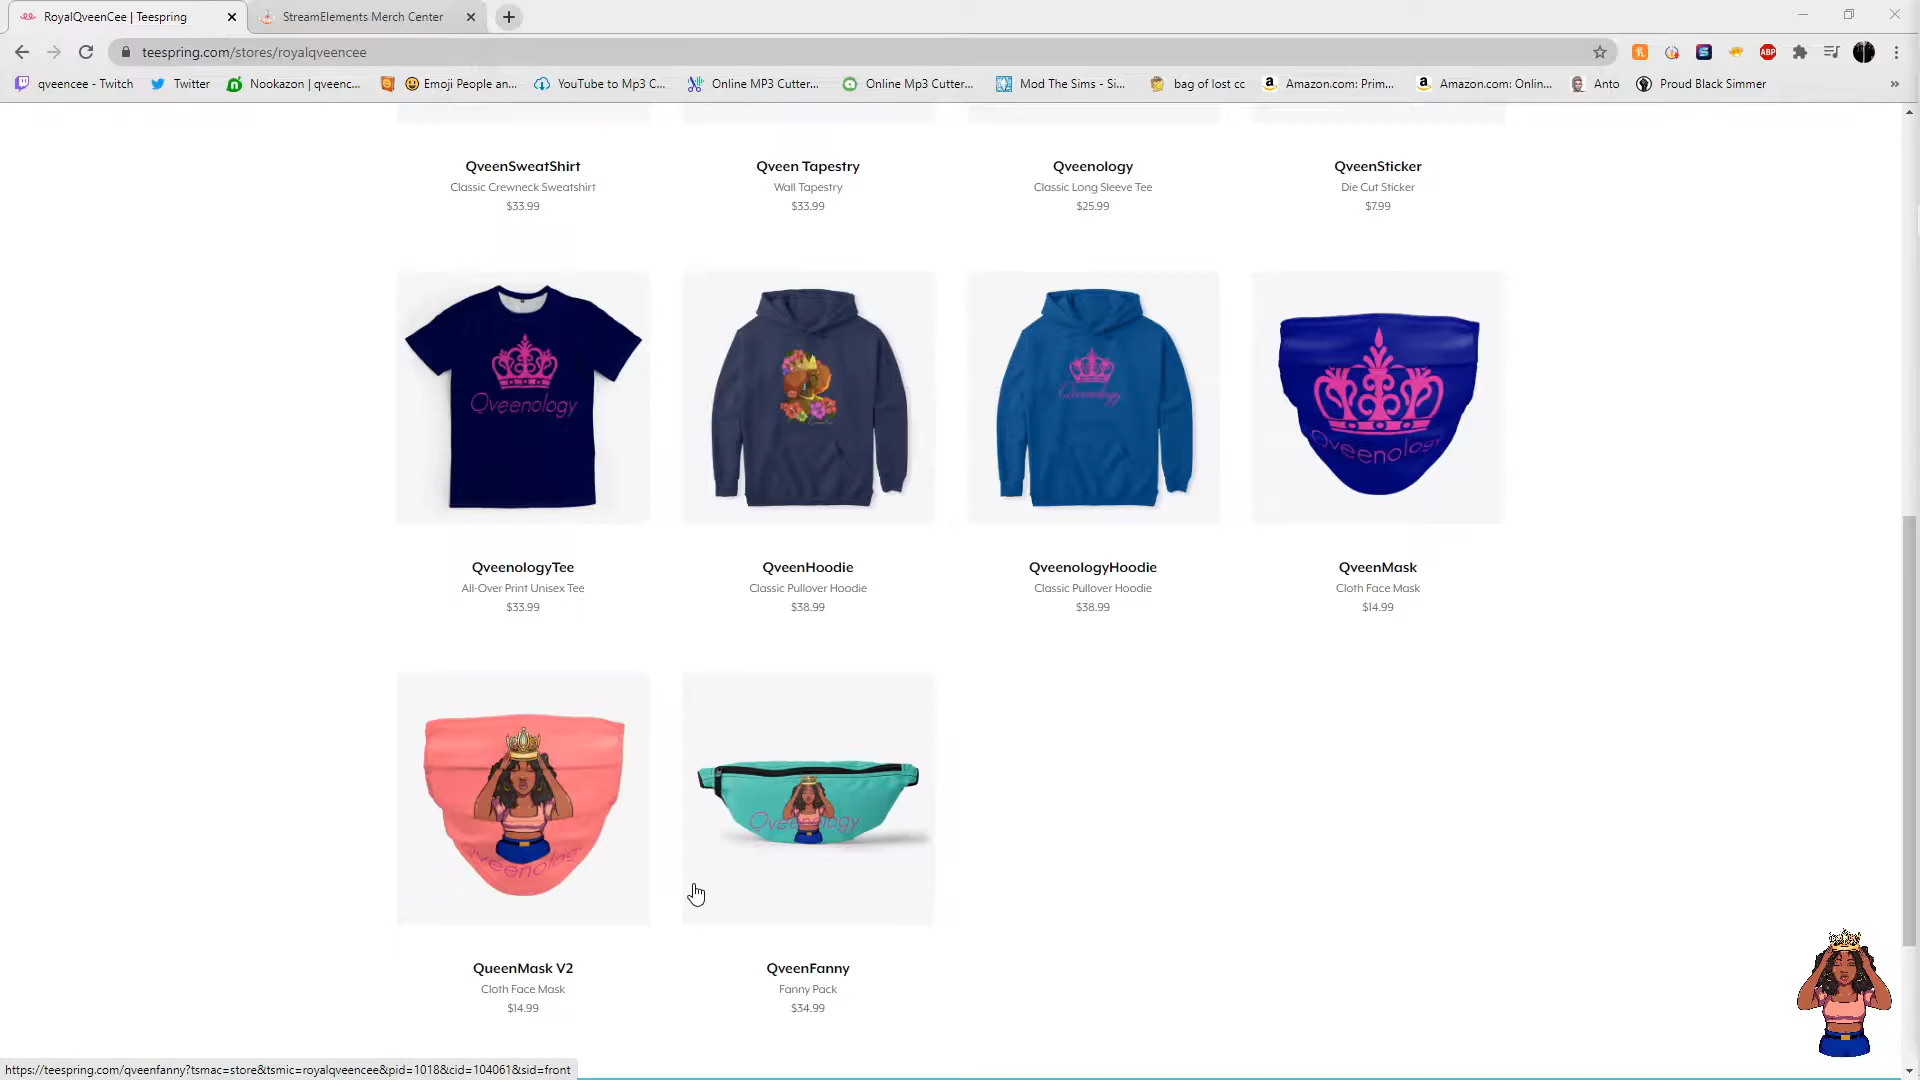 RoyalQveenCee | Teespring
StreamElements Merch Center
teespring.com/stores/royalqveencee
ABP
qveencee - Twitch
Twitter
Nookazon | qveenc...
Emoji People an...
YouTube to Mp3 C...
Online MP3 Cutter...
Online Mp3 Cutter...
Mod The Sims - Si...
bag of lost cc
Amazon.com: Prim...
Amazon.com: Onlin...
Anto
Proud Black Simmer
»
QveenSweatShirt
Classic Crewneck Sweatshirt
$33.99
Qveen Tapestry
Wall Tapestry
$33.99
Qveenology
Classic Long Sleeve Tee
$25.99
QveenSticker
Die Cut Sticker
$7.99
Qveenology
Qveenology
Qveenology
QveenologyTee
All-Over Print Unisex Tee
$33.99
QveenHoodie
Classic Pullover Hoodie
$38.99
QveenologyHoodie
Classic Pullover Hoodie
$38.99
QveenMask
Cloth Face Mask
$14.99
Qveenology
Qveenology
QueenMask V2
Cloth Face Mask
$14.99
QveenFanny
Fanny Pack
$34.99
https://teespring.com/qveenfanny?tsmac=store&tsmic=royalqveencee&pid=1018&cid=104061&sid=front